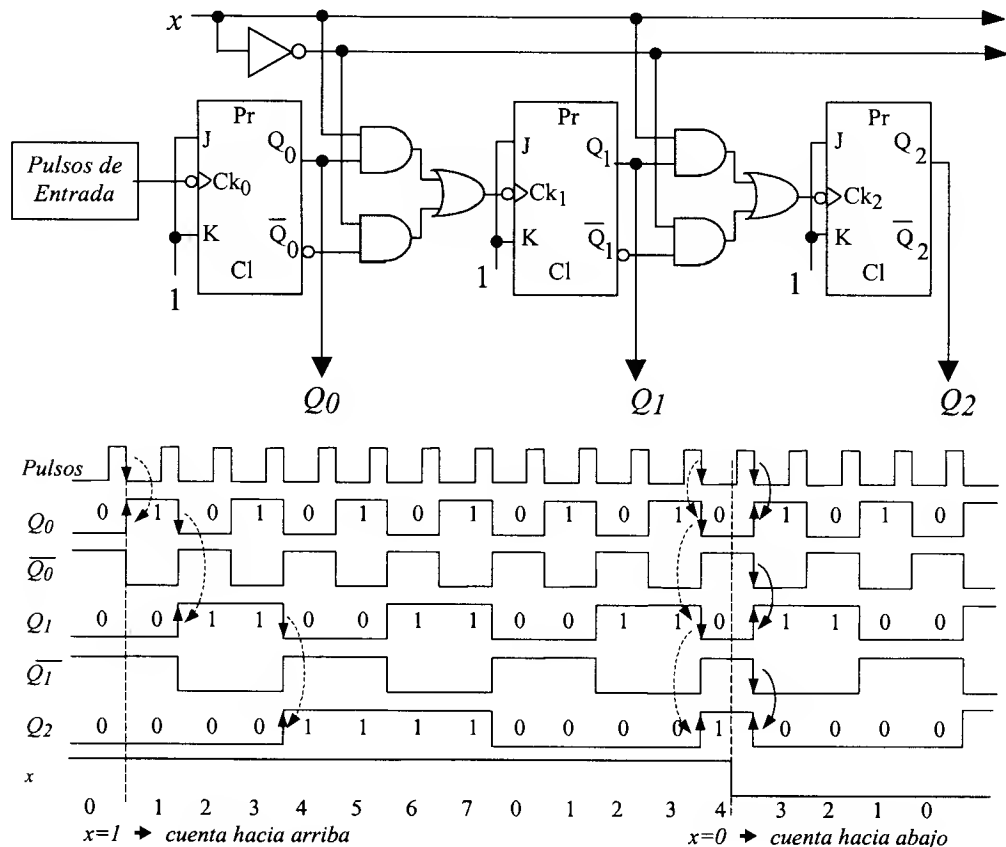 x
Pr Pr Pr
J Q0 J Q1 J Q2
Pulsos de
Entrada
Ck0 Ck1 Ck2
K Q̅0 K Q̅1 K Q̅2
Cl Cl Cl
1 1 1
Q0 Q1 Q2
Pulsos
Q0 0 1 0 1 0 1 0 1 0 1 0 1 0 1 0 1 0
Q̅0
Q1 0 0 1 1 0 0 1 1 0 0 1 1 0 1 1 0 0
Q̅1
Q2 0 0 0 0 1 1 1 1 0 0 0 0 1 0 0 0 0
x
0 1 2 3 4 5 6 7 0 1 2 3 4 3 2 1 0
x=1 → cuenta hacia arriba x=0 → cuenta hacia abajo